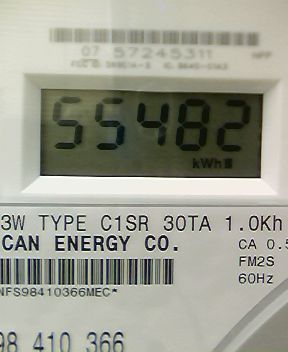 07 57245311
55482
kWh
3W TYPE C1SR 30TA 1.0Kh
CAN ENERGY CO.
CA 0.5
FM2S
60Hz
NFS98410366MEC*
98 410 366